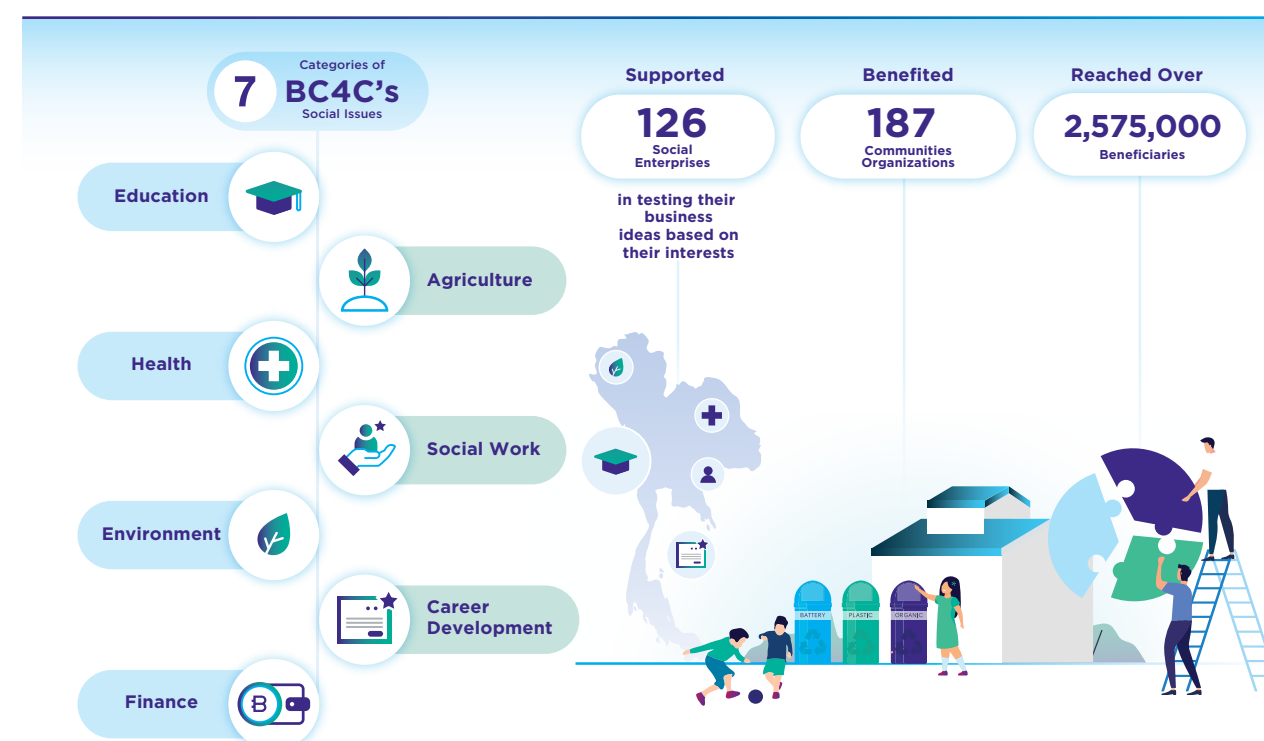 7
Categories of
BC4C's
Social Issues
Education
Agriculture
Health
Social Work
Environment
Career
Development
Finance
Supported
126
Social
Enterprises
in testing their
business
ideas based on
their interests
Benefited
187
Communities
Organizations
Reached Over
2,575,000
Beneficiaries
BATTERY
PLASTIC
ORGANIC